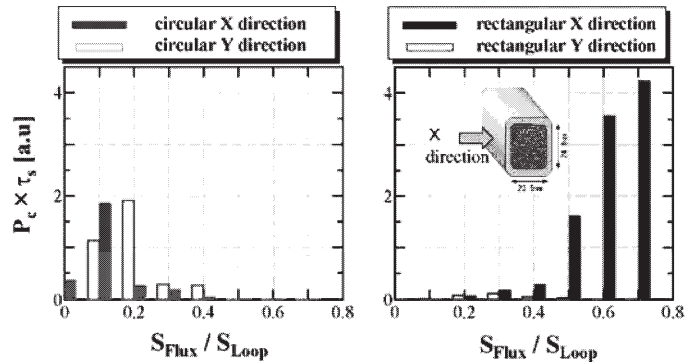 circular X direction
circular Y direction
rectangular X direction
rectangular Y direction
P_c × τ_s [a.u]
4
2
0
0 0.2 0.4 0.6 0.8
S_Flux / S_Loop
4
2
0
0 0.2 0.4 0.6 0.8
S_Flux / S_Loop
X
direction